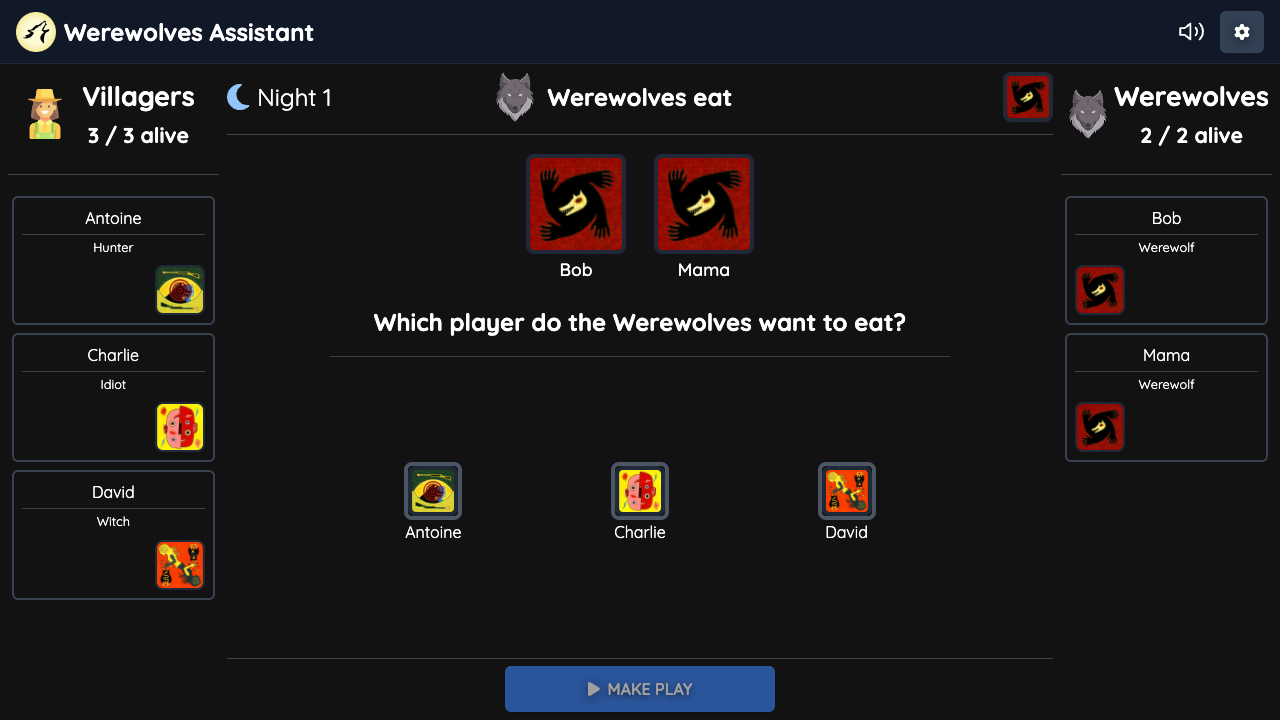 Werewolves Assistant
Villagers
3 / 3 alive
Antoine
Hunter
Charlie
Idiot
David
Witch
Night 1
Werewolves eat
Bob
Mama
Which player do the Werewolves want to eat?
Antoine
Charlie
David
MAKE PLAY
Werewolves
2 / 2 alive
Bob
Werewolf
Mama
Werewolf